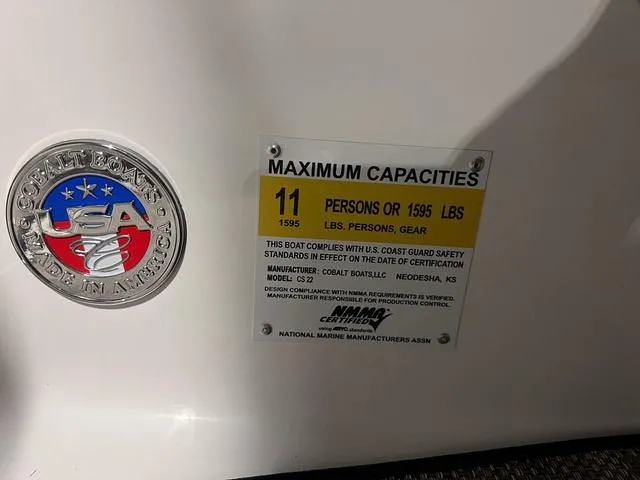 COBALT BOATS
USA
MADE IN AMERICA
MAXIMUM CAPACITIES
11 PERSONS OR 1595 LBS
1595 LBS. PERSONS, GEAR
THIS BOAT COMPLIES WITH U.S. COAST GUARD SAFETY
STANDARDS IN EFFECT ON THE DATE OF CERTIFICATION
MANUFACTURER: COBALT BOATS,LLC NEODESHA, KS
MODEL: CS 22
DESIGN COMPLIANCE WITH NMMA REQUIREMENTS IS VERIFIED.
MANUFACTURER RESPONSIBLE FOR PRODUCTION CONTROL.
NMMA
CERTIFIED
using ABYC standards
NATIONAL MARINE MANUFACTURERS ASSN